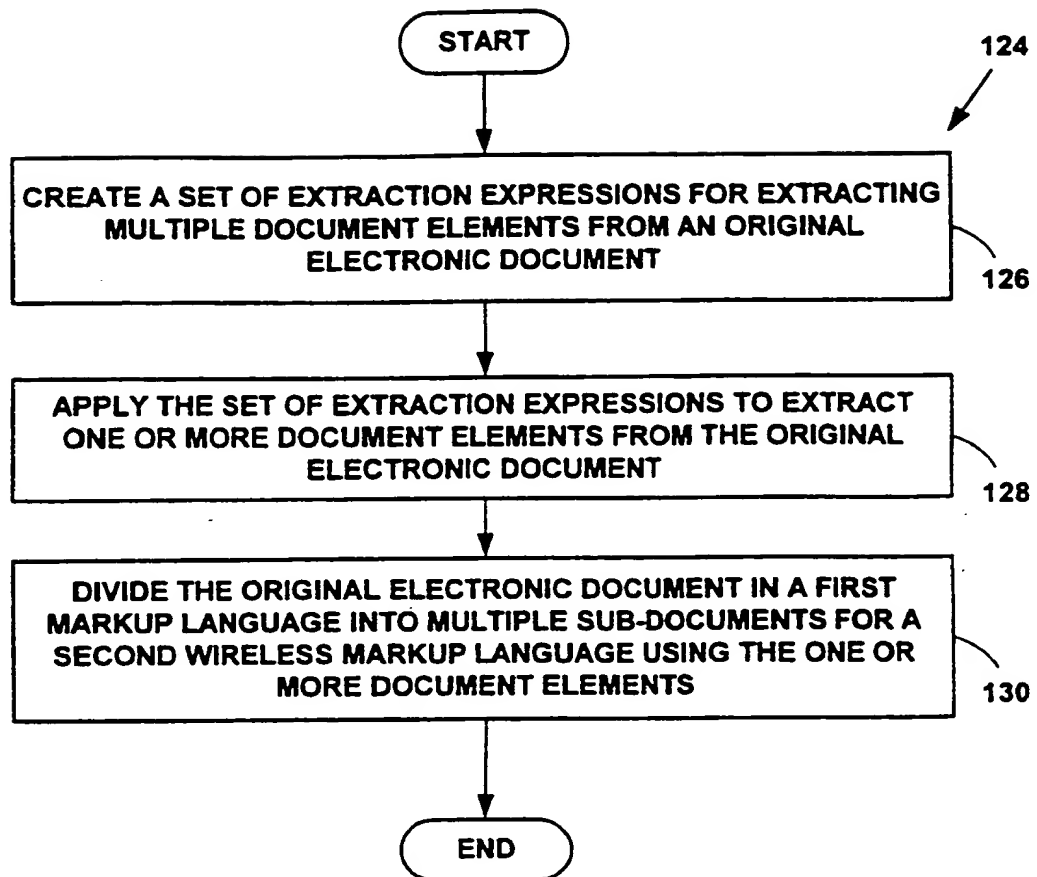 START
124
CREATE A SET OF EXTRACTION EXPRESSIONS FOR EXTRACTING
MULTIPLE DOCUMENT ELEMENTS FROM AN ORIGINAL
ELECTRONIC DOCUMENT
126
APPLY THE SET OF EXTRACTION EXPRESSIONS TO EXTRACT
ONE OR MORE DOCUMENT ELEMENTS FROM THE ORIGINAL
ELECTRONIC DOCUMENT
128
DIVIDE THE ORIGINAL ELECTRONIC DOCUMENT IN A FIRST
MARKUP LANGUAGE INTO MULTIPLE SUB-DOCUMENTS FOR A
SECOND WIRELESS MARKUP LANGUAGE USING THE ONE OR
MORE DOCUMENT ELEMENTS
130
END